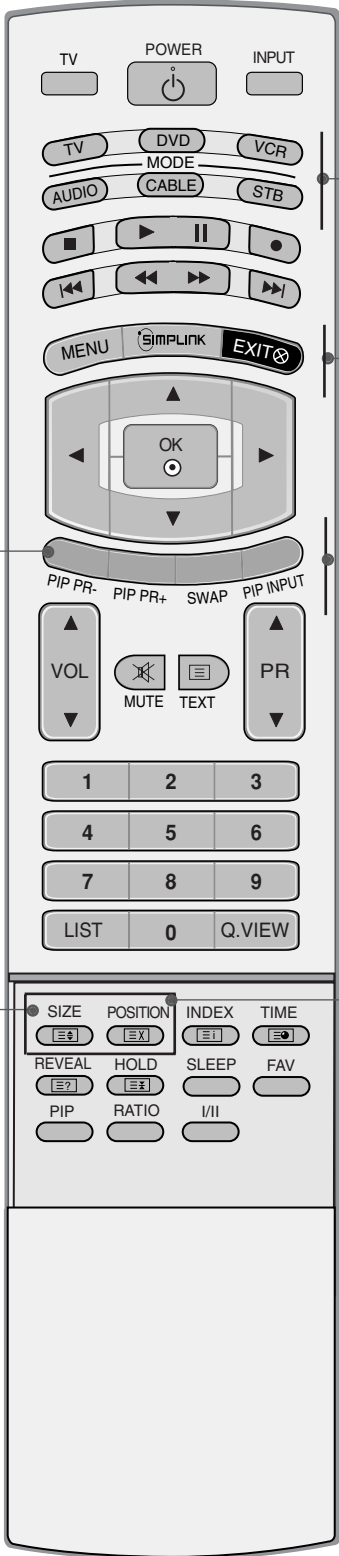 TV POWER INPUT
TV DVD VCR
MODE
AUDIO CABLE STB
MENU SIMPLINK EXIT
OK
PIP PR- PIP PR+ SWAP PIP INPUT
VOL PR
MUTE TEXT
1 2 3
4 5 6
7 8 9
LIST 0 Q.VIEW
SIZE POSITION INDEX TIME
i
REVEAL HOLD SLEEP FAV
?
PIP RATIO I/II